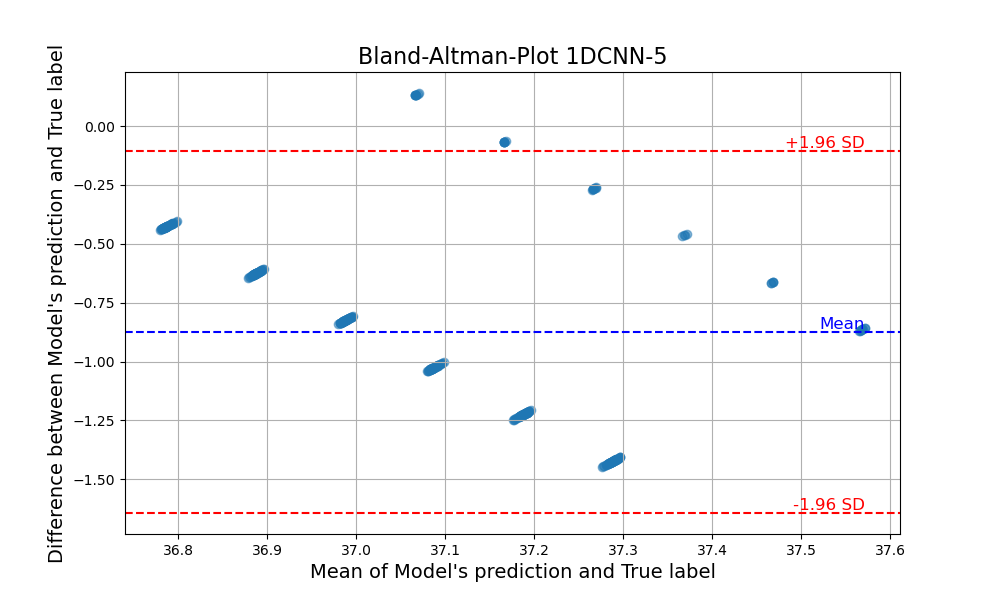 Bland-Altman-Plot 1DCNN-5
Difference between Model's prediction and True label
0.00
−0.25
−0.50
−0.75
−1.00
−1.25
−1.50
+1.96 SD
Mean
-1.96 SD
36.8
36.9
37.0
37.1
37.2
37.3
37.4
37.5
37.6
Mean of Model's prediction and True label